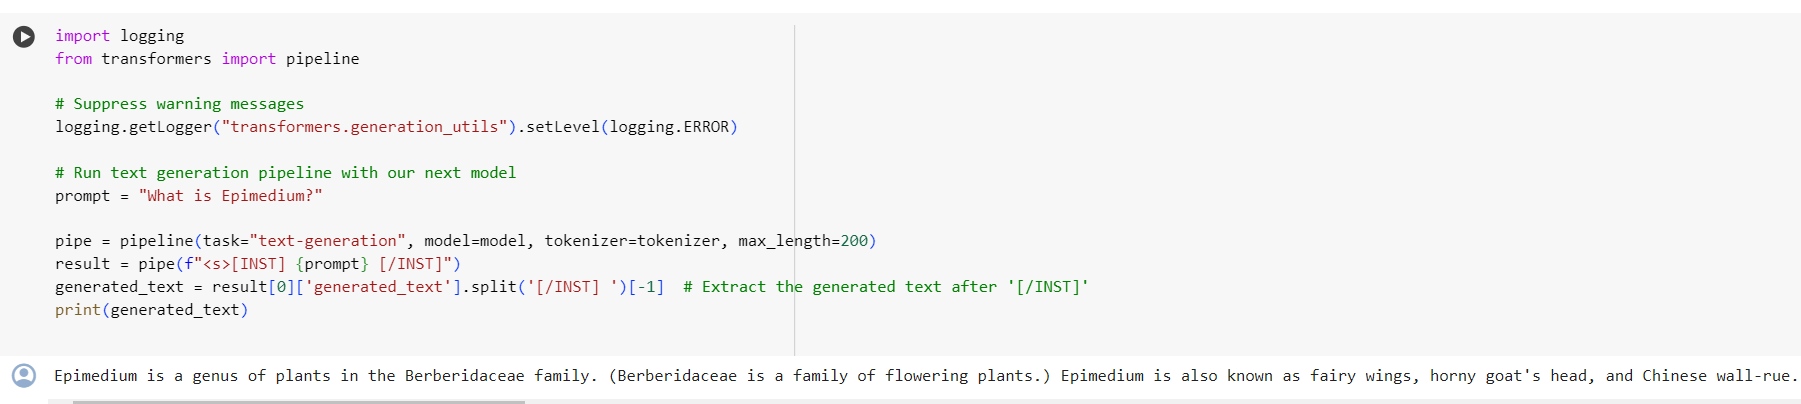 import logging
from transformers import pipeline
# Suppress warning messages
logging.getLogger("transformers.generation_utils").setLevel(logging.ERROR)
# Run text generation pipeline with our next model
prompt = "What is Epimedium?"
pipe = pipeline(task="text-generation", model=model, tokenizer=tokenizer, max_length=200)
result = pipe(f"<s>[INST] {prompt} [/INST]")
generated_text = result[0]['generated_text'].split('[/INST] ')[-1]  # Extract the generated text after '[/INST]'
print(generated_text)
Epimedium is a genus of plants in the Berberidaceae family. (Berberidaceae is a family of flowering plants.) Epimedium is also known as fairy wings, horny goat's head, and Chinese wall-rue.